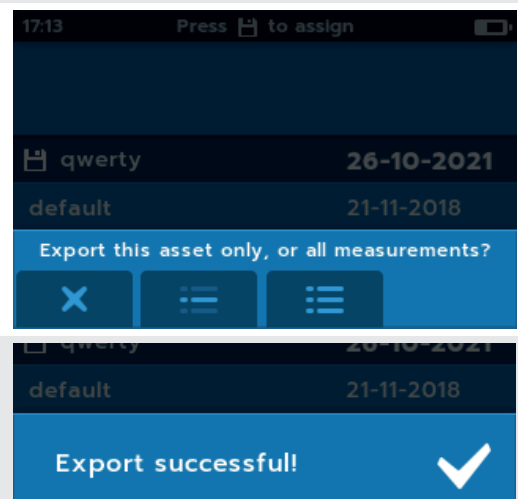 17:13 Press to assign
qwerty 26-10-2021
default 21-11-2018
Export this asset only, or all measurements?
qwerty 26-10-2021
default 21-11-2018
Export successful!